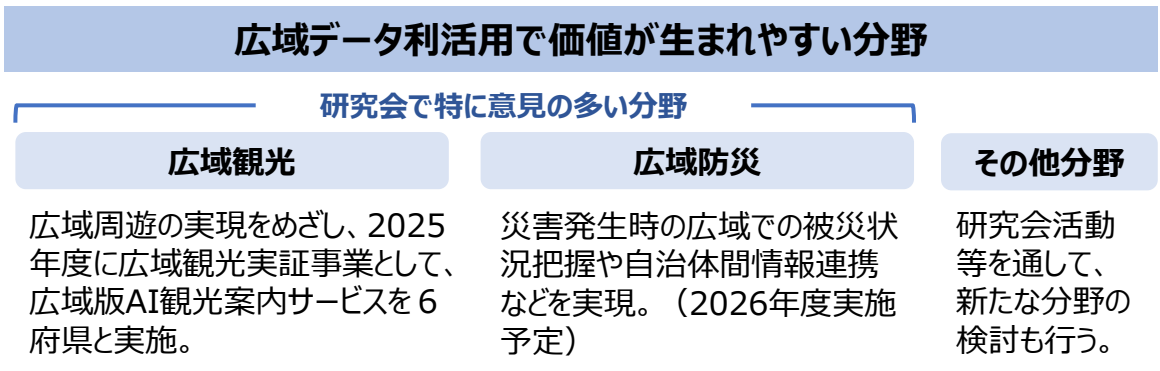 広域データ利活用で価値が生まれやすい分野
研究会で特に意見の多い分野
広域観光
広域周遊の実現をめざし、2025
年度に広域観光実証事業として、
広域版AI観光案内サービスを６
府県と実施。
広域防災
災害発生時の広域での被災状
況把握や自治体間情報連携
などを実現。（2026年度実施
予定）
その他分野
研究会活動
等を通して、
新たな分野の
検討も行う。